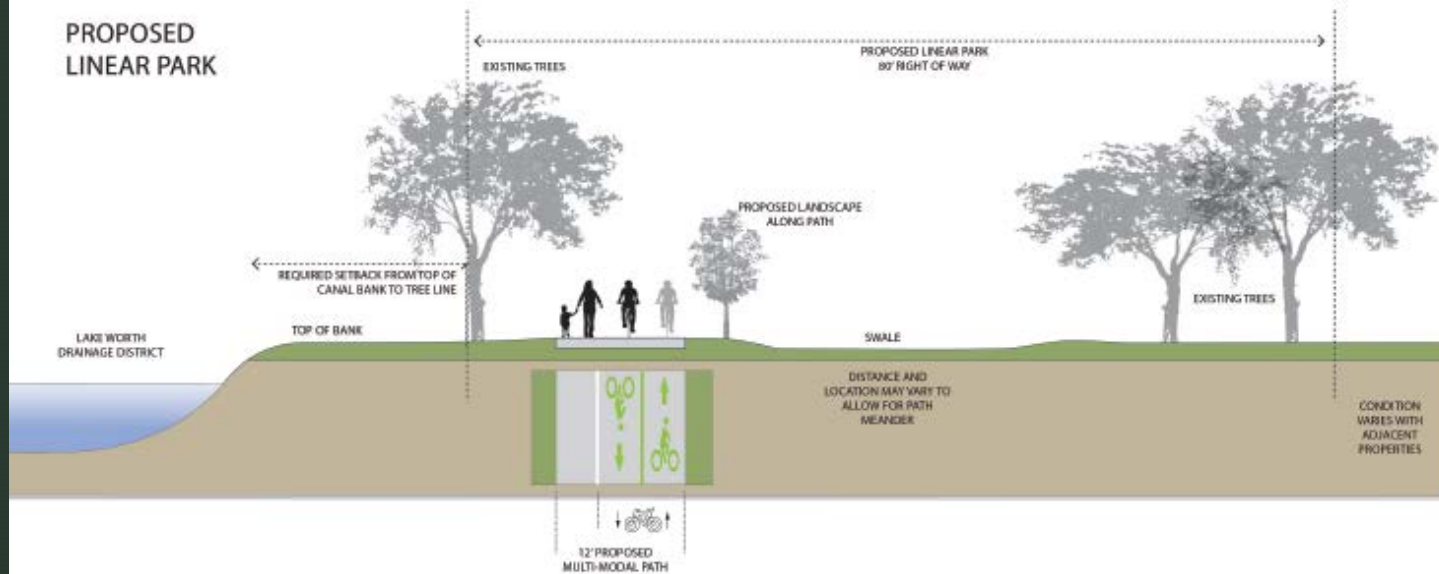 PROPOSED
LINEAR PARK
EXISTING TREES
PROPOSED LINEAR PARK
80' RIGHT OF WAY
PROPOSED LANDSCAPE
ALONG PATH
REQUIRED SETBACK FROM TOP OF
CANAL BANK TO TREE LINE
EXISTING TREES
TOP OF BANK
LAKE WORTH
DRAINAGE DISTRICT
SWALE
DISTANCE AND
LOCATION MAY VARY TO
ALLOW FOR PATH
MEANDER
CONDITION
VARIES WITH
ADJACENT
PROPERTIES
12' PROPOSED
MULTI-MODAL PATH